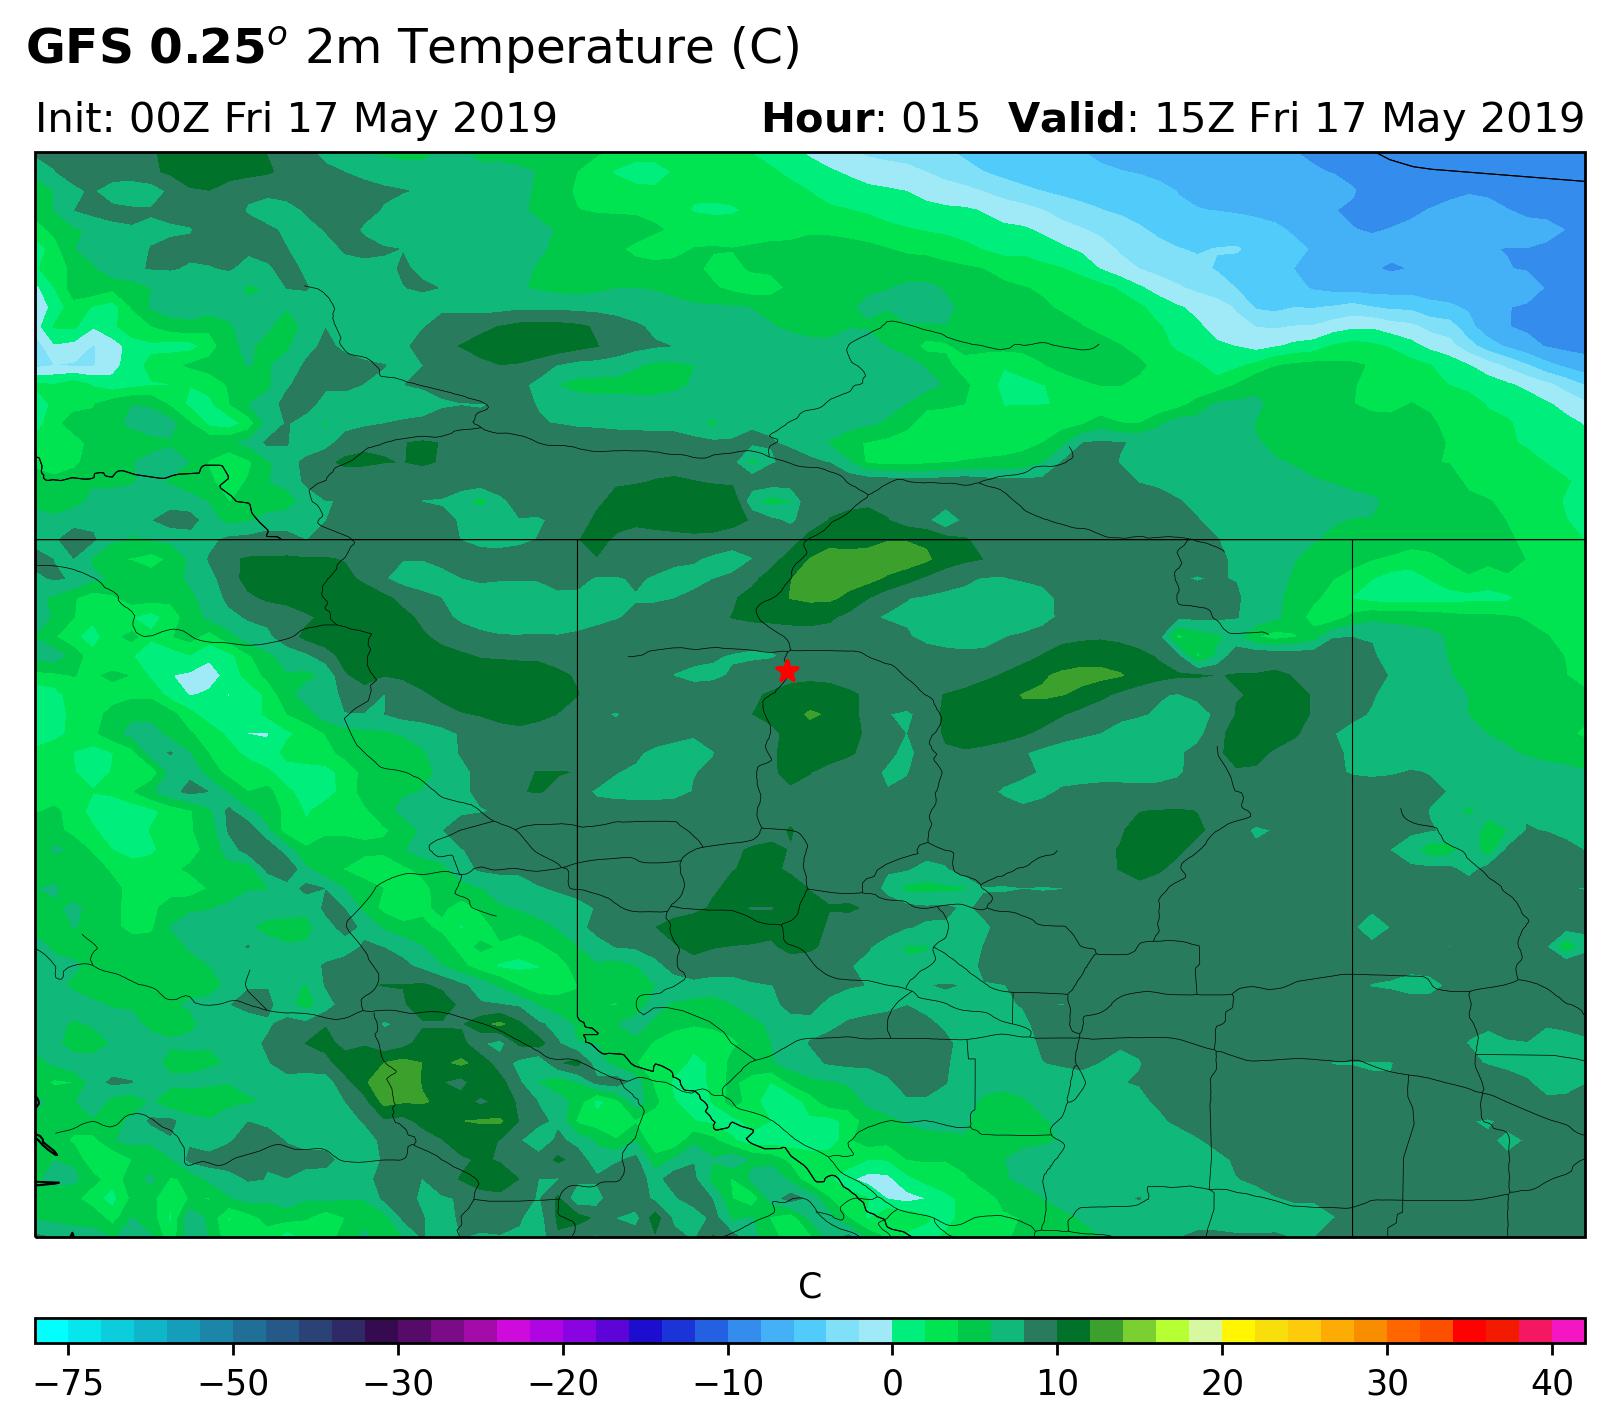 GFS 0.25° 2m Temperature (C)
Init: 00Z Fri 17 May 2019 Hour: 015 Valid: 15Z Fri 17 May 2019
C
−75 −50 −30 −20 −10 0 10 20 30 40